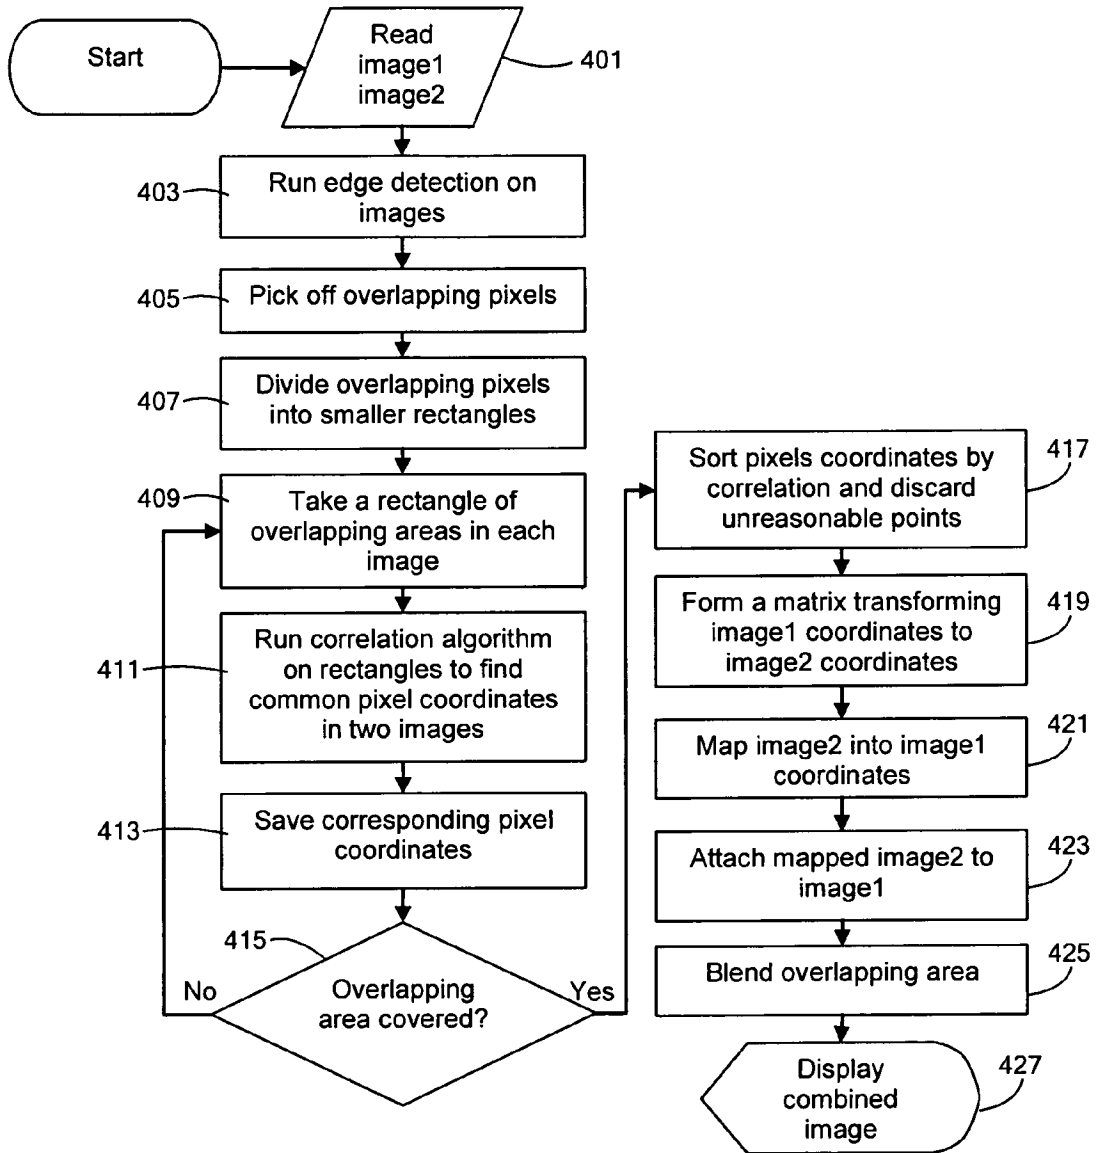 Start
Read
image1
image2
401
403
Run edge detection on
images
405
Pick off overlapping pixels
407
Divide overlapping pixels
into smaller rectangles
409
Take a rectangle of
overlapping areas in each
image
411
Run correlation algorithm
on rectangles to find
common pixel coordinates
in two images
413
Save corresponding pixel
coordinates
415
No
Overlapping
area covered?
Yes
Sort pixels coordinates by
correlation and discard
unreasonable points
417
Form a matrix transforming
image1 coordinates to
image2 coordinates
419
Map image2 into image1
coordinates
421
Attach mapped image2 to
image1
423
Blend overlapping area
425
Display
combined
image
427